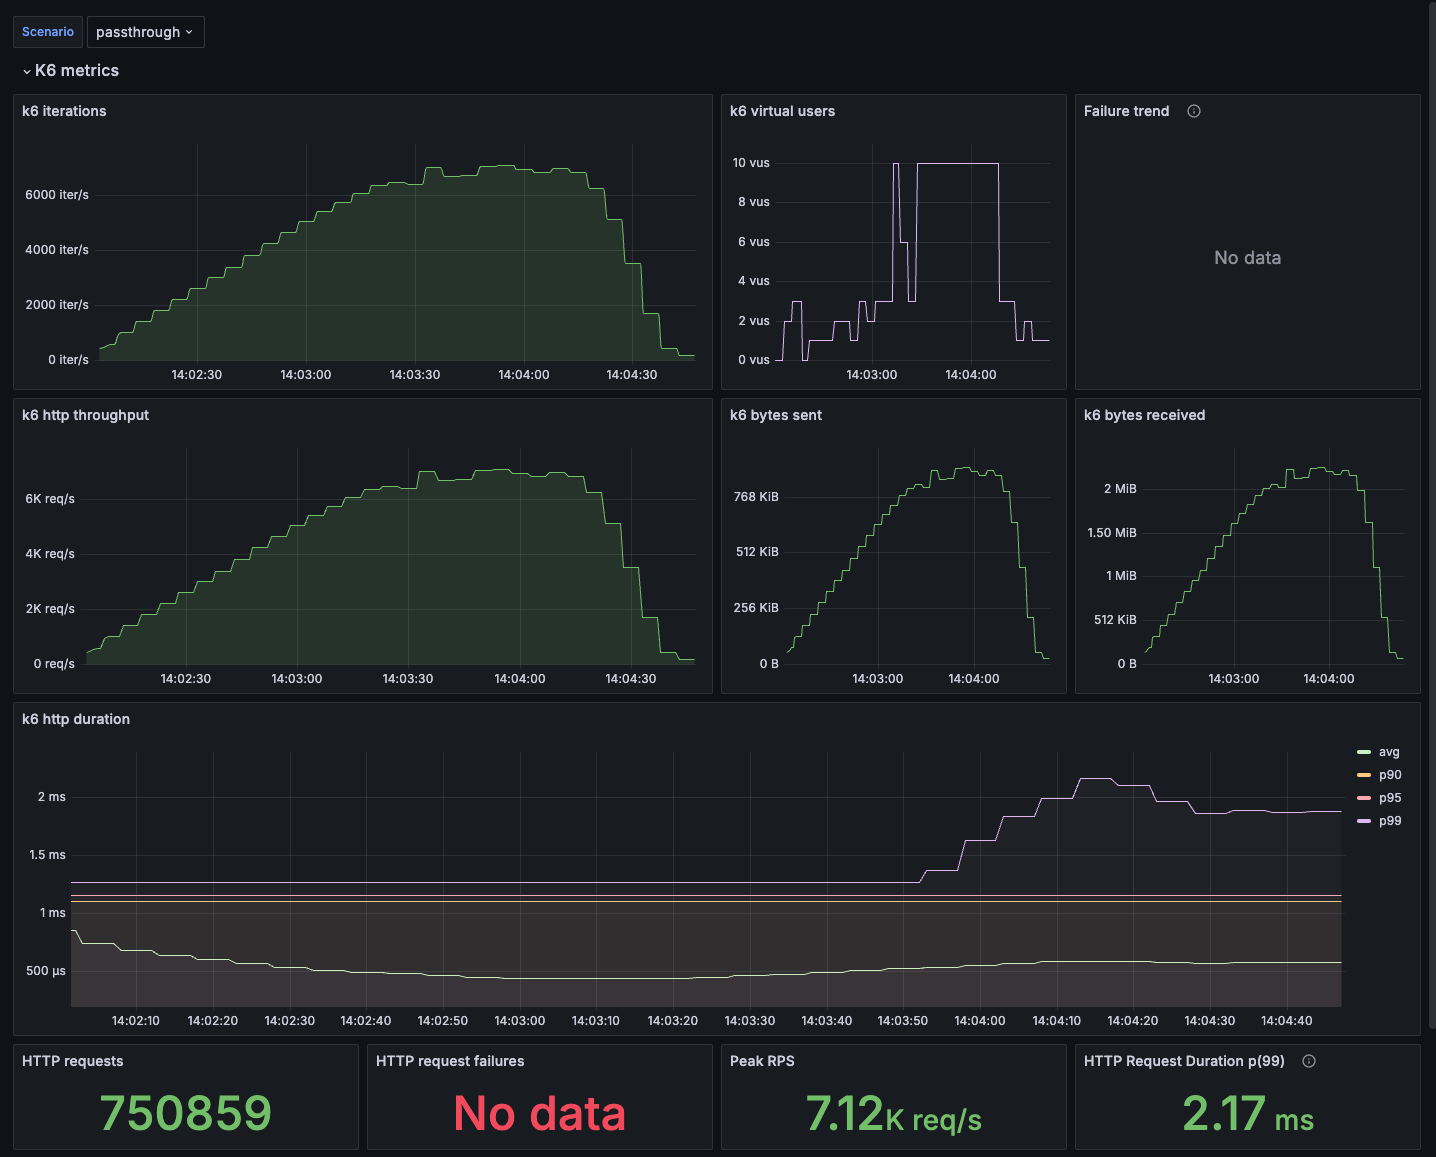 Scenario
passthrough
K6 metrics
k6 iterations
6000 iter/s
4000 iter/s
2000 iter/s
0 iter/s
14:02:30 14:03:00 14:03:30 14:04:00 14:04:30
k6 virtual users
10 vus
8 vus
6 vus
4 vus
2 vus
0 vus
14:03:00 14:04:00
Failure trend
No data
k6 http throughput
6K req/s
4K req/s
2K req/s
0 req/s
14:02:30 14:03:00 14:03:30 14:04:00 14:04:30
k6 bytes sent
768 KiB
512 KiB
256 KiB
0 B
14:03:00 14:04:00
k6 bytes received
2 MiB
1.50 MiB
1 MiB
512 KiB
0 B
14:03:00 14:04:00
k6 http duration
2 ms
1.5 ms
1 ms
500 µs
14:02:10 14:02:20 14:02:30 14:02:40 14:02:50 14:03:00 14:03:10 14:03:20 14:03:30 14:03:40 14:03:50 14:04:00 14:04:10 14:04:20 14:04:30 14:04:40
avg
p90
p95
p99
HTTP requests
750859
HTTP request failures
No data
Peak RPS
7.12K req/s
HTTP Request Duration p(99)
2.17 ms